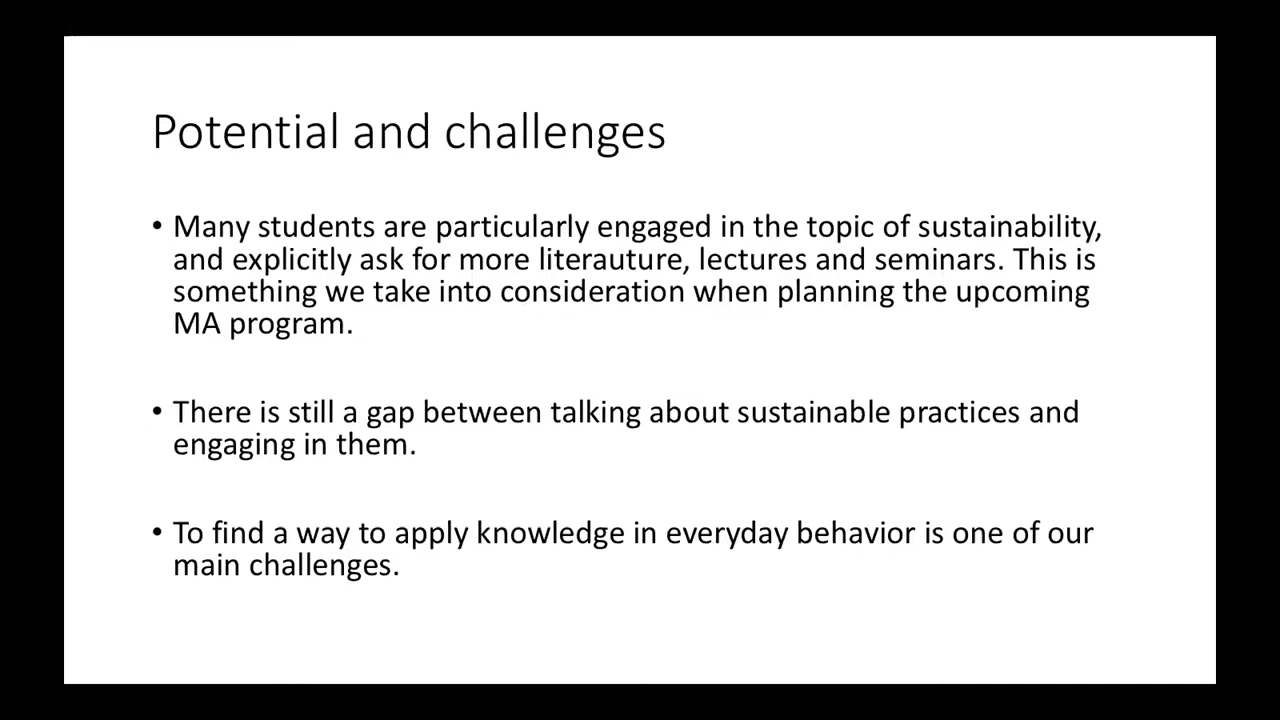 Potential and challenges
• Many students are particularly engaged in the topic of sustainability,
and explicitly ask for more literauture, lectures and seminars. This is
something we take into consideration when planning the upcoming
MA program.
• There is still a gap between talking about sustainable practices and
engaging in them.
• To find a way to apply knowledge in everyday behavior is one of our
main challenges.